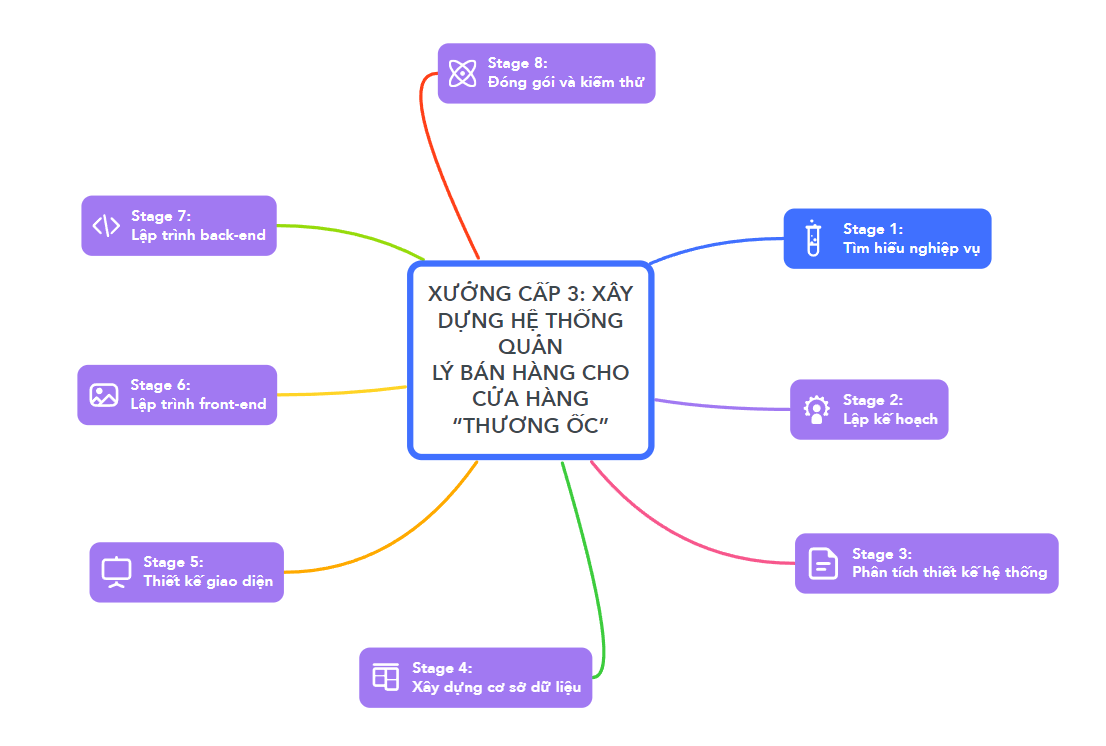 XƯỞNG CẤP 3: XÂY
DỰNG HỆ THỐNG
QUẢN
LÝ BÁN HÀNG CHO
CỬA HÀNG
“THƯƠNG ỐC”
Stage 1:
Tìm hiểu nghiệp vụ
Stage 2:
Lập kế hoạch
Stage 3:
Phân tích thiết kế hệ thống
Stage 4:
Xây dựng cơ sở dữ liệu
Stage 5:
Thiết kế giao diện
Stage 6:
Lập trình front-end
Stage 7:
Lập trình back-end
Stage 8:
Đóng gói và kiểm thử